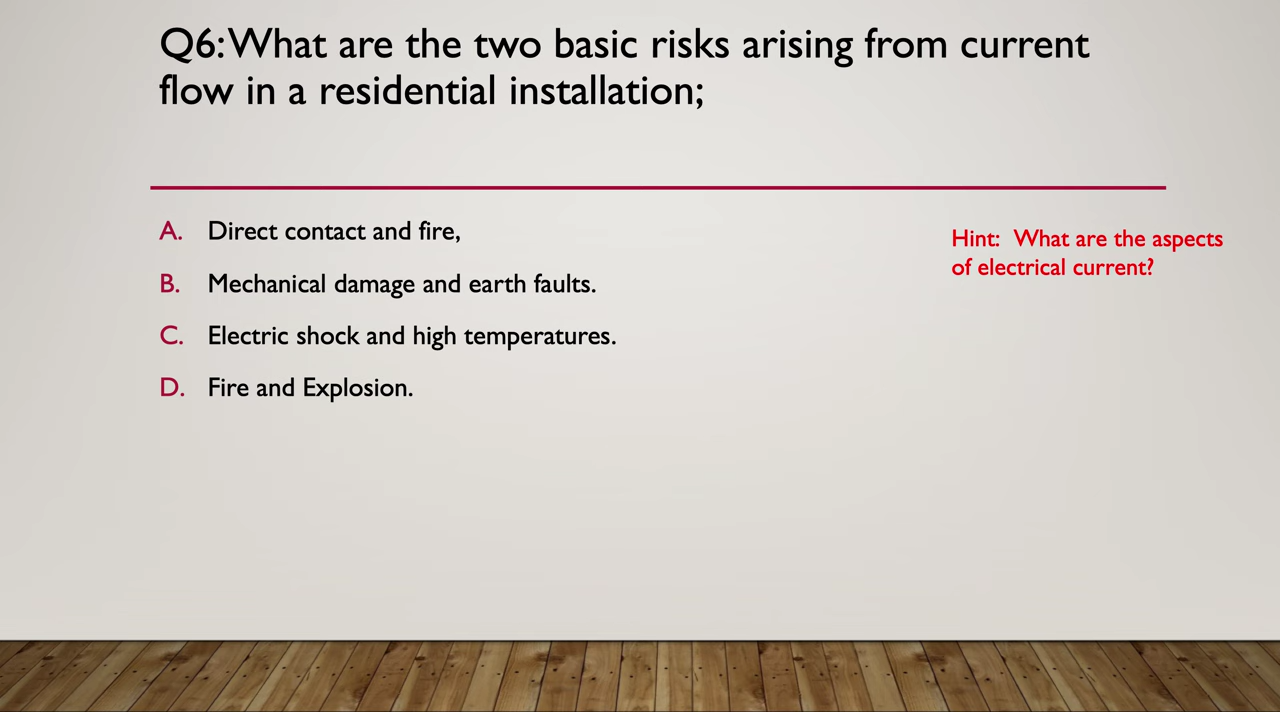 Q6: What are the two basic risks arising from current
flow in a residential installation;
A. Direct contact and fire,
Hint: What are the aspects
of electrical current?
B. Mechanical damage and earth faults.
C. Electric shock and high temperatures.
D. Fire and Explosion.